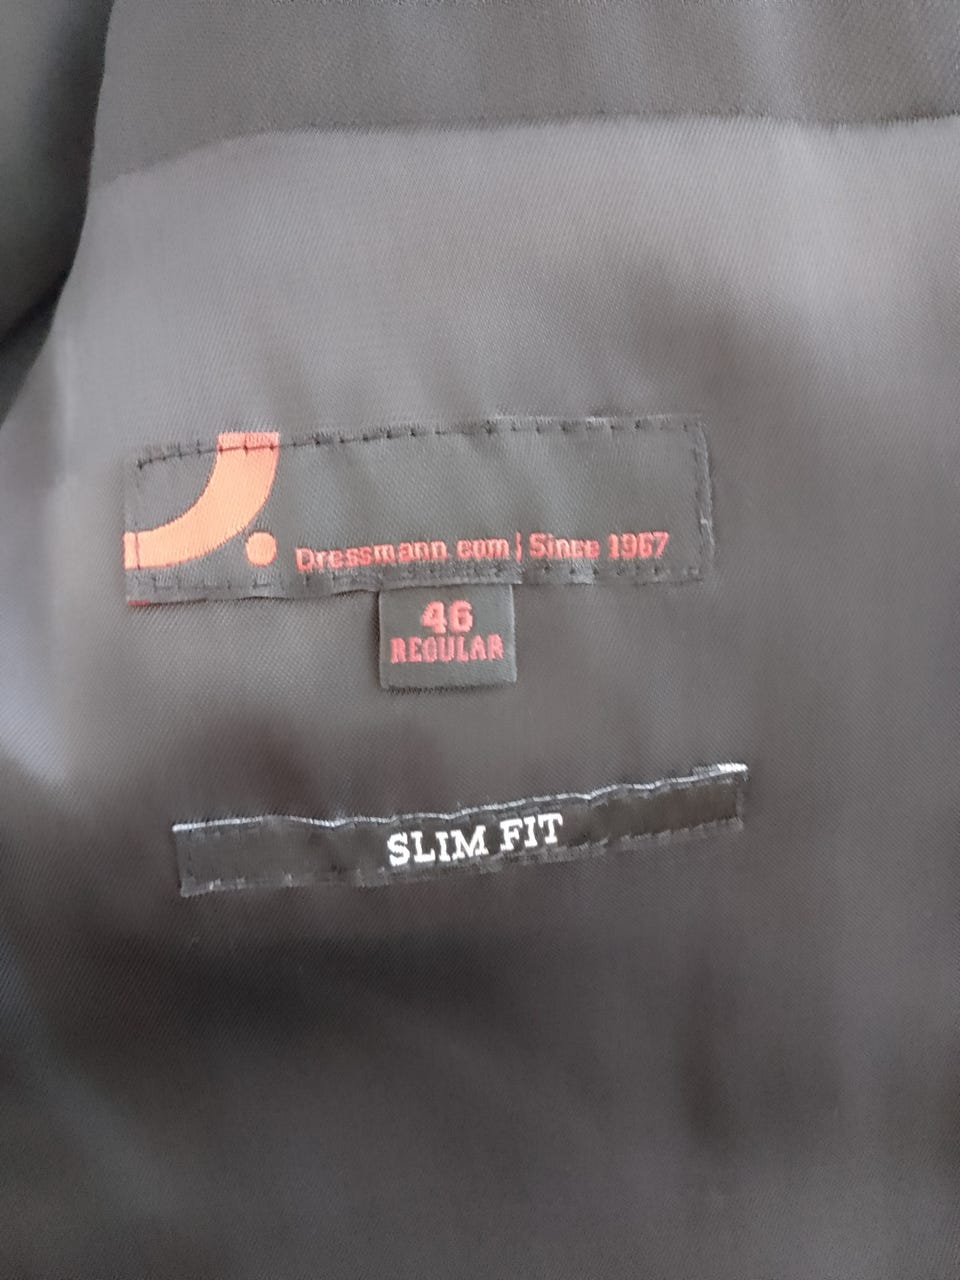 Dressmann.com | Since 1967
46
REGULAR
SLIM FIT